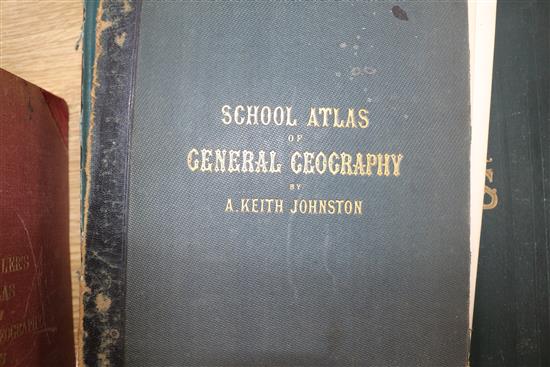 SCHOOL ATLAS
OF
GENERAL GEOGRAPHY
BY
A. KEITH JOHNSTON